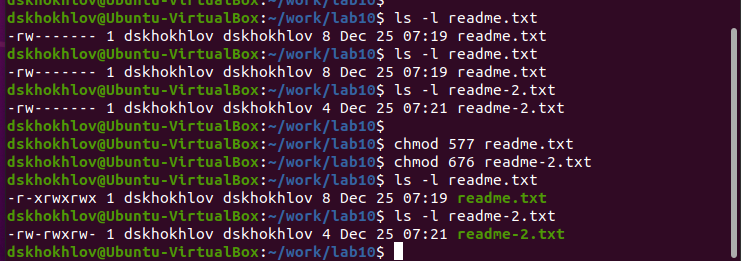 dskhokhlov@Ubuntu-VirtualBox:~/work/lab10$ ls -l readme.txt
-rw------- 1 dskhokhlov dskhokhlov 8 Dec 25 07:19 readme.txt
dskhokhlov@Ubuntu-VirtualBox:~/work/lab10$ ls -l readme.txt
-rw------- 1 dskhokhlov dskhokhlov 8 Dec 25 07:19 readme.txt
dskhokhlov@Ubuntu-VirtualBox:~/work/lab10$ ls -l readme-2.txt
-rw------- 1 dskhokhlov dskhokhlov 4 Dec 25 07:21 readme-2.txt
dskhokhlov@Ubuntu-VirtualBox:~/work/lab10$
dskhokhlov@Ubuntu-VirtualBox:~/work/lab10$ chmod 577 readme.txt
dskhokhlov@Ubuntu-VirtualBox:~/work/lab10$ chmod 676 readme-2.txt
dskhokhlov@Ubuntu-VirtualBox:~/work/lab10$ ls -l readme.txt
-r-xrwxrwx 1 dskhokhlov dskhokhlov 8 Dec 25 07:19 readme.txt
dskhokhlov@Ubuntu-VirtualBox:~/work/lab10$ ls -l readme-2.txt
-rw-rwxrw- 1 dskhokhlov dskhokhlov 4 Dec 25 07:21 readme-2.txt
dskhokhlov@Ubuntu-VirtualBox:~/work/lab10$